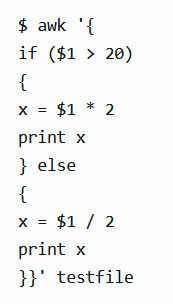 $ awk '{
if ($1 > 20)
{
x = $1 * 2
print x
} else
{
x = $1 / 2
print x
}}' testfile